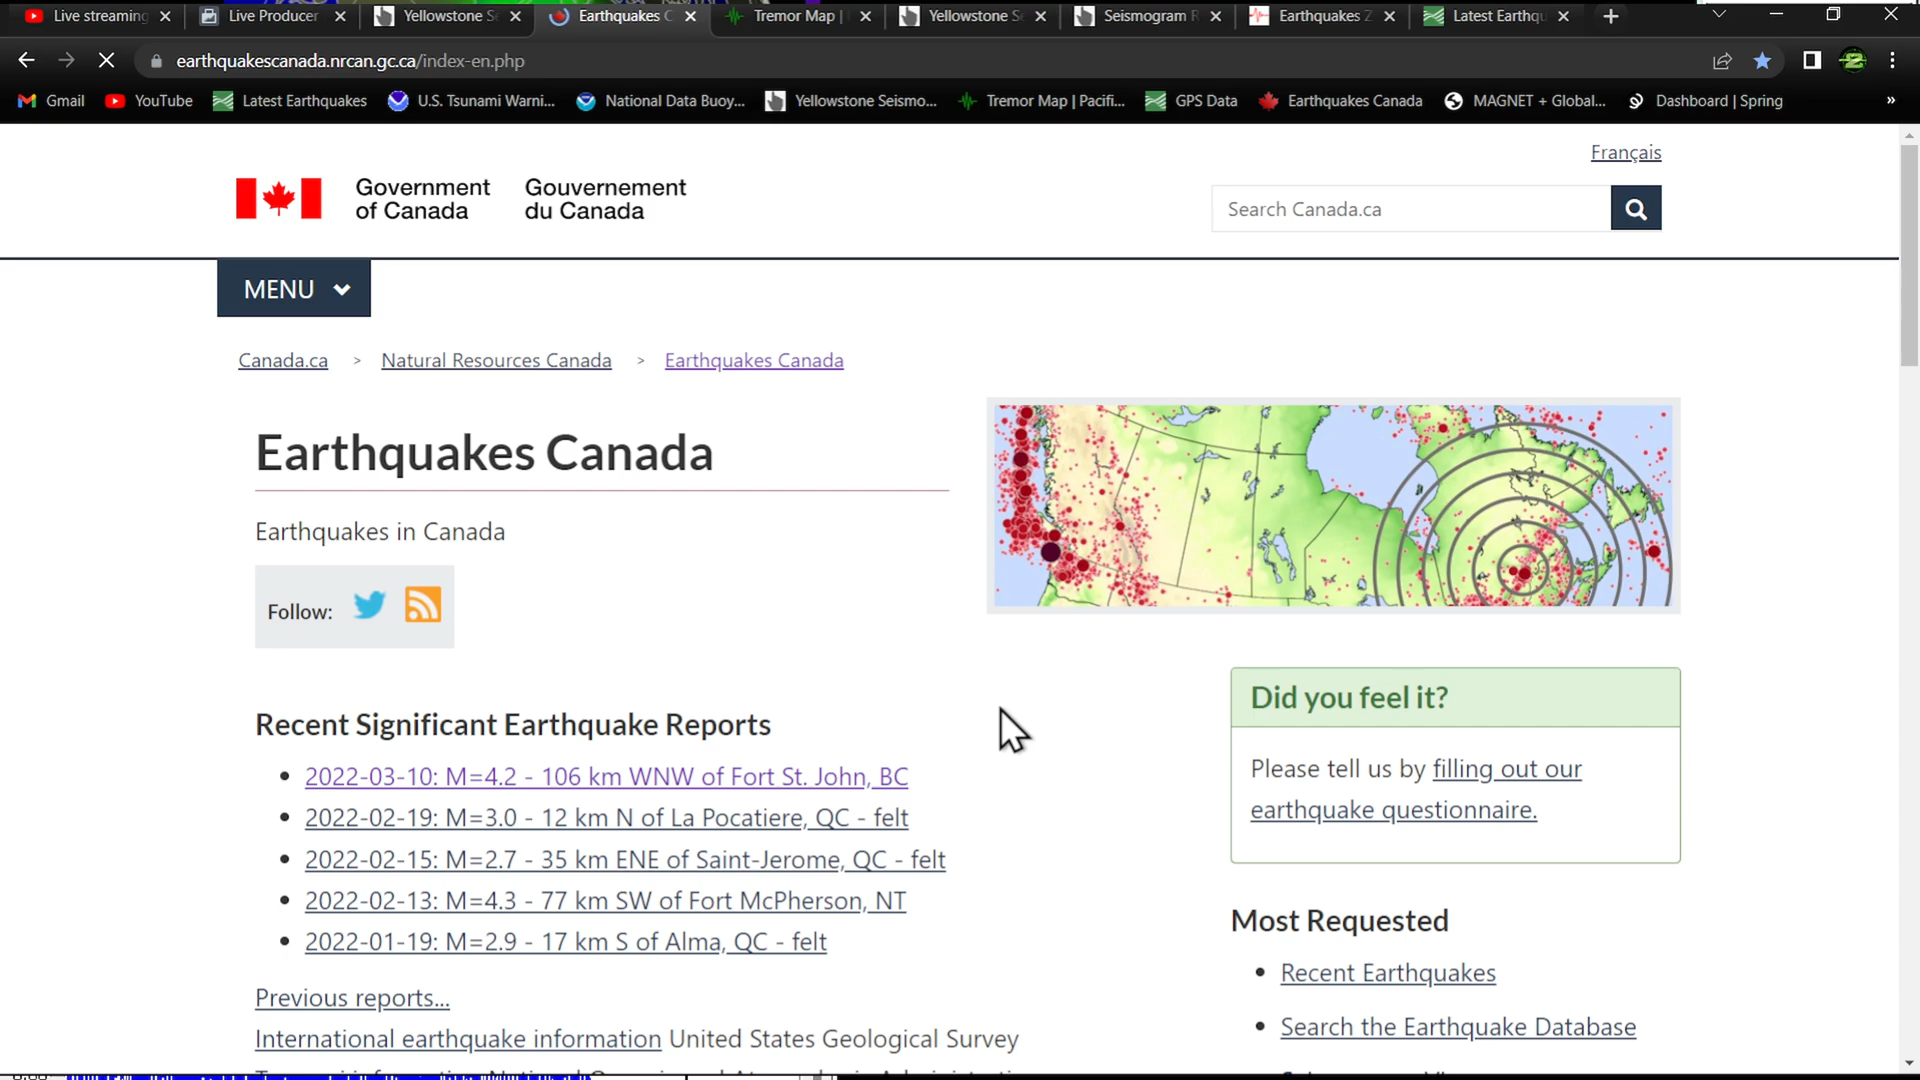 Live streaming
Live Producer
Yellowstone Se
Earthquakes C
Tremor Map |
Yellowstone Se
Seismogram R
Earthquakes Z
Latest Earthqu
earthquakescanada.nrcan.gc.ca/index-en.php
Gmail
YouTube
Latest Earthquakes
U.S. Tsunami Warni...
National Data Buoy...
Yellowstone Seismo...
Tremor Map | Pacifi...
GPS Data
Earthquakes Canada
MAGNET + Global...
Dashboard | Spring
»
Français
Government
of Canada
Gouvernement
du Canada
Search Canada.ca
MENU
Canada.ca > Natural Resources Canada > Earthquakes Canada
Earthquakes Canada
Earthquakes in Canada
Follow:
Recent Significant Earthquake Reports
2022-03-10: M=4.2 - 106 km WNW of Fort St. John, BC
2022-02-19: M=3.0 - 12 km N of La Pocatiere, QC - felt
2022-02-15: M=2.7 - 35 km ENE of Saint-Jerome, QC - felt
2022-02-13: M=4.3 - 77 km SW of Fort McPherson, NT
2022-01-19: M=2.9 - 17 km S of Alma, QC - felt
Previous reports...
International earthquake information United States Geological Survey
Did you feel it?
Please tell us by filling out our
earthquake questionnaire.
Most Requested
Recent Earthquakes
Search the Earthquake Database